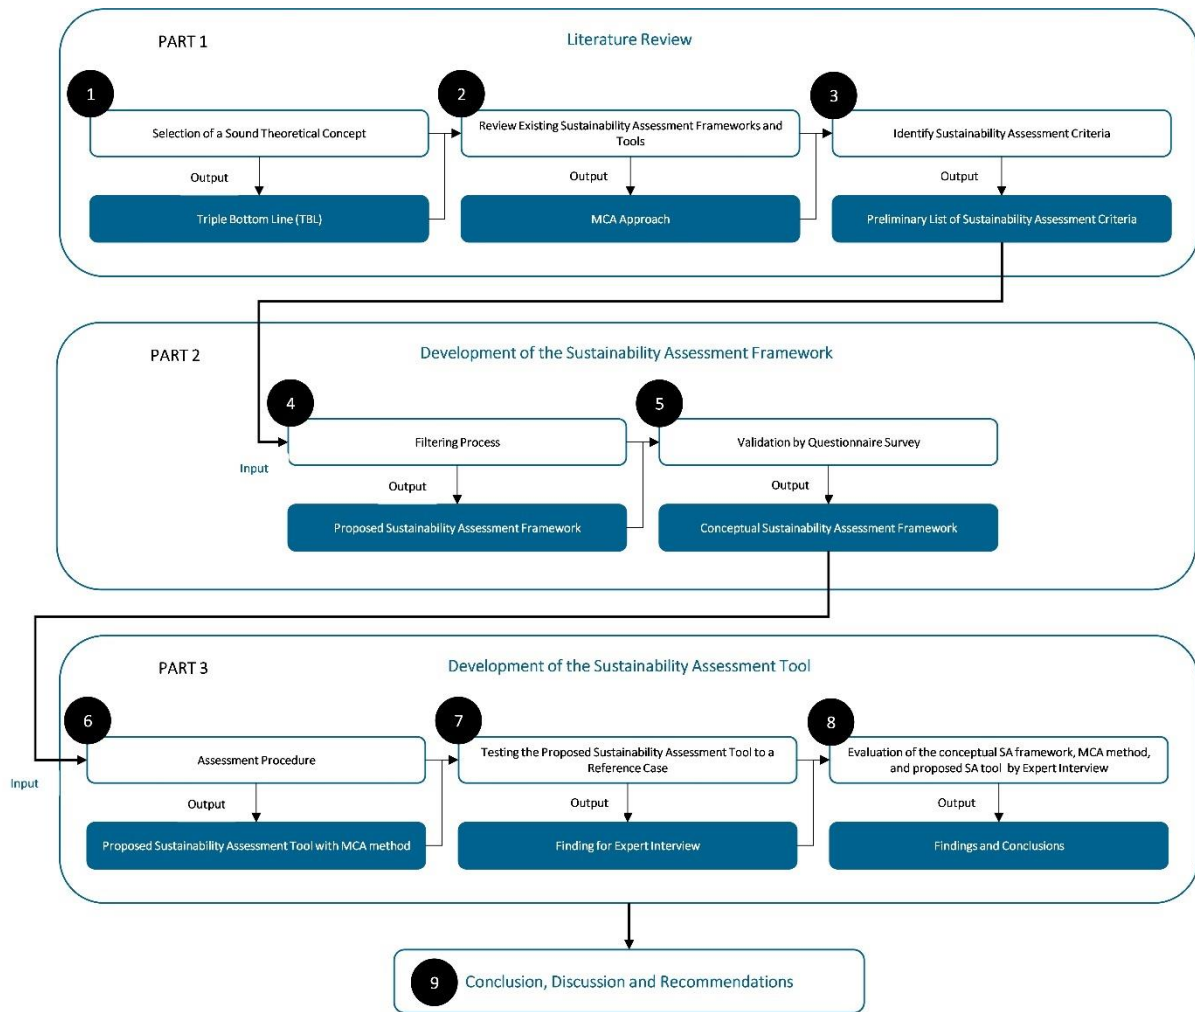 PART 1
Literature Review
1
2
3
Selection of a Sound Theoretical Concept
Review Existing Sustainability Assessment Frameworks and
Tools
Identify Sustainability Assessment Criteria
Output
Output
Output
Triple Bottom Line (TBL)
MCA Approach
Preliminary List of Sustainability Assessment Criteria
PART 2
Development of the Sustainability Assessment Framework
4
5
Filtering Process
Validation by Questionnaire Survey
Input
Output
Output
Proposed Sustainability Assessment Framework
Conceptual Sustainability Assessment Framework
PART 3
Development of the Sustainability Assessment Tool
6
7
8
Assessment Procedure
Testing the Proposed Sustainability Assessment Tool to a
Reference Case
Evaluation of the conceptual SA framework, MCA method,
and proposed SA tool by Expert Interview
Input
Output
Output
Output
Proposed Sustainability Assessment Tool with MCA method
Finding for Expert Interview
Findings and Conclusions
9
Conclusion, Discussion and Recommendations